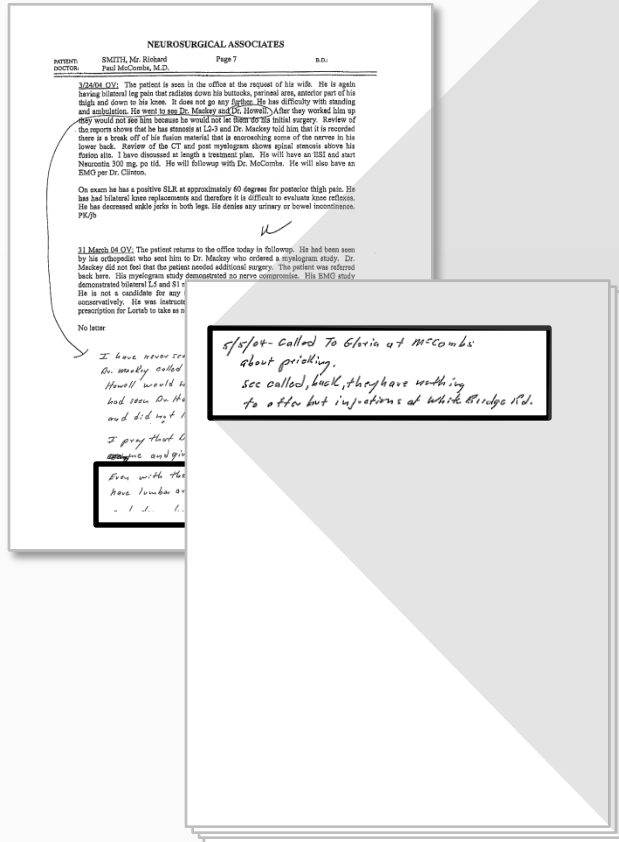 NEUROSURGICAL ASSOCIATES
PATIENT: SMITH, Mr. Richard Page 7 B.D.:
DOCTOR: Paul McCombs, M.D.
3/24/04 OV: The patient is seen in the office at the request of his wife. He is again
having bilateral leg pain that radiates down his buttocks, perineal area, anterior part of his
thigh and down to his knee. It does not go any further. He has difficulty with standing
and ambulation. He went to see Dr. Mackey and Dr. Howell. After they worked him up
they would not see him because he would not let them do his initial surgery. Review of
the reports shows that he has stenosis at L2-3 and Dr. Mackey told him that it is recorded
there is a break off of his fusion material that is encroaching some of the nerves in his
lower back. Review of the CT and post myelogram shows spinal stenosis above his
fusion site. I have discussed at length a treatment plan. He will have an ESI and start
Neurontin 300 mg. po tid. He will followup with Dr. McCombs. He will also have an
EMG per Dr. Clinton.
On exam he has a positive SLR at approximately 60 degrees for posterior thigh pain. He
has had bilateral knee replacements and therefore it is difficult to evaluate knee reflexes.
He has decreased ankle jerks in both legs. He denies any urinary or bowel incontinence.
PK/jb
31 March 04 OV: The patient returns to the office today in followup. He had been seen
by his orthopedist who sent him to Dr. Mackey who ordered a myelogram study. Dr.
Mackey did not feel that the patient needed additional surgery. The patient was referred
back here. His myelogram study demonstrated no nerve compromise. His EMG study
demonstrated bilateral L5 and S1
He is not a candidate for any
conservatively. He was instructe
prescription for Lortab to take as n
No letter
I have never see
Dr. mackey called
Howell would
had seen Dr. Ho
and did not
I pray that D
and giv
Even with the
have lumbar
5/5/04- Called To Gloria at McCombs
about pricking,
see called, back, they have nothing
to offer but injections at White Bridge Rd.